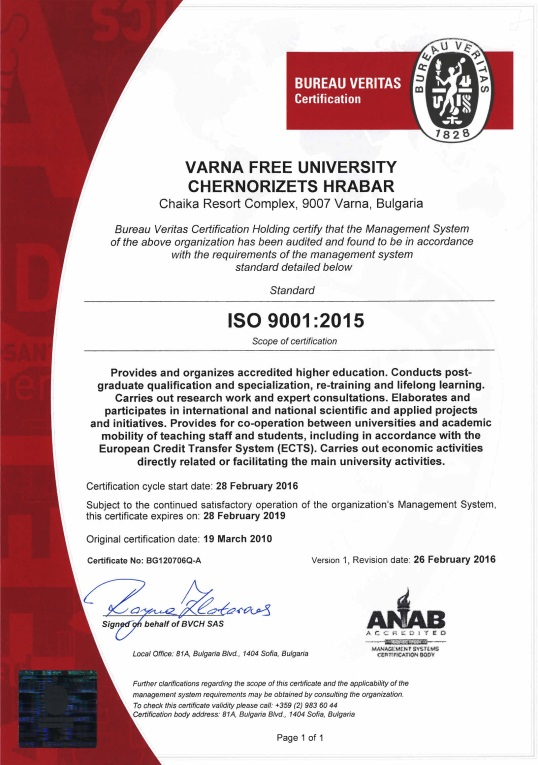 BUREAU VERITAS
Certification
BUREAU VERITAS
1828
VARNA FREE UNIVERSITY
CHERNORIZETS HRABAR
Chaika Resort Complex, 9007 Varna, Bulgaria
Bureau Veritas Certification Holding certify that the Management System
of the above organization has been audited and found to be in accordance
with the requirements of the management system
standard detailed below
Standard
ISO 9001:2015
Scope of certification
Provides and organizes accredited higher education. Conducts post-
graduate qualification and specialization, re-training and lifelong learning.
Carries out research work and expert consultations. Elaborates and
participates in international and national scientific and applied projects
and initiatives. Provides for co-operation between universities and academic
mobility of teaching staff and students, including in accordance with the
European Credit Transfer System (ECTS). Carries out economic activities
directly related or facilitating the main university activities.
Certification cycle start date: 28 February 2016
Subject to the continued satisfactory operation of the organization's Management System,
this certificate expires on: 28 February 2019
Original certification date: 19 March 2010
Certificate No: BG120706Q-A
Version 1, Revision date: 26 February 2016
Signed on behalf of BVCH SAS
ANAB
ACCREDITED
MANAGEMENT SYSTEMS
CERTIFICATION BODY
Local Office: 81A, Bulgaria Blvd., 1404 Sofia, Bulgaria
Further clarifications regarding the scope of this certificate and the applicability of the
management system requirements may be obtained by consulting the organization.
To check this certificate validity please call: +359 (2) 983 60 44
Certification body address: 81A, Bulgaria Blvd., 1404 Sofia, Bulgaria
Page 1 of 1